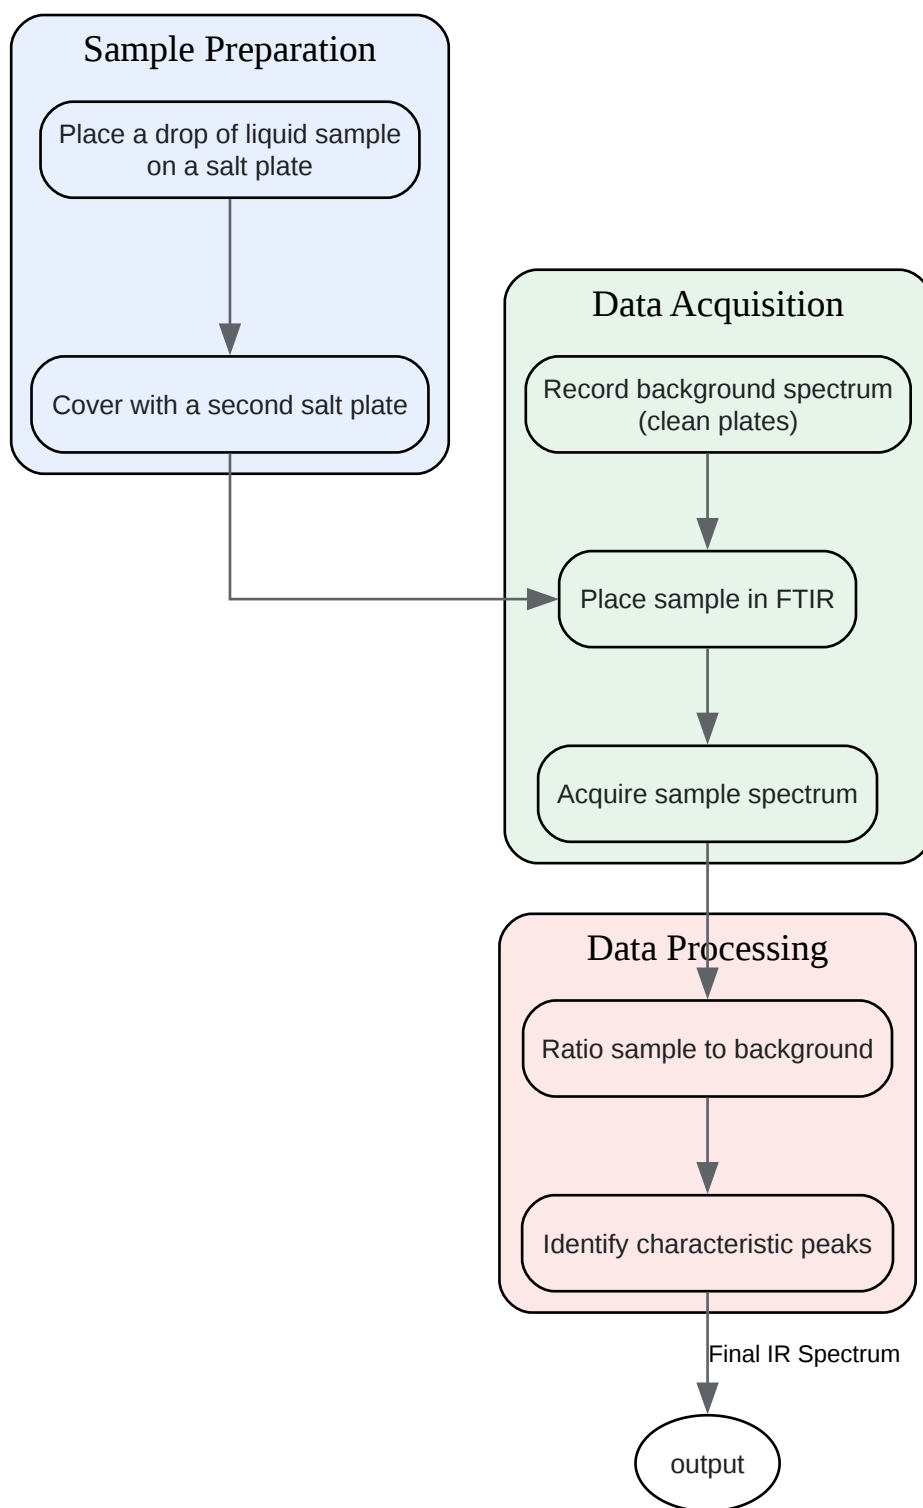 Sample Preparation
Place a drop of liquid sample
on a salt plate
Cover with a second salt plate
Data Acquisition
Record background spectrum
(clean plates)
Place sample in FTIR
Acquire sample spectrum
Data Processing
Ratio sample to background
Identify characteristic peaks
Final IR Spectrum
output